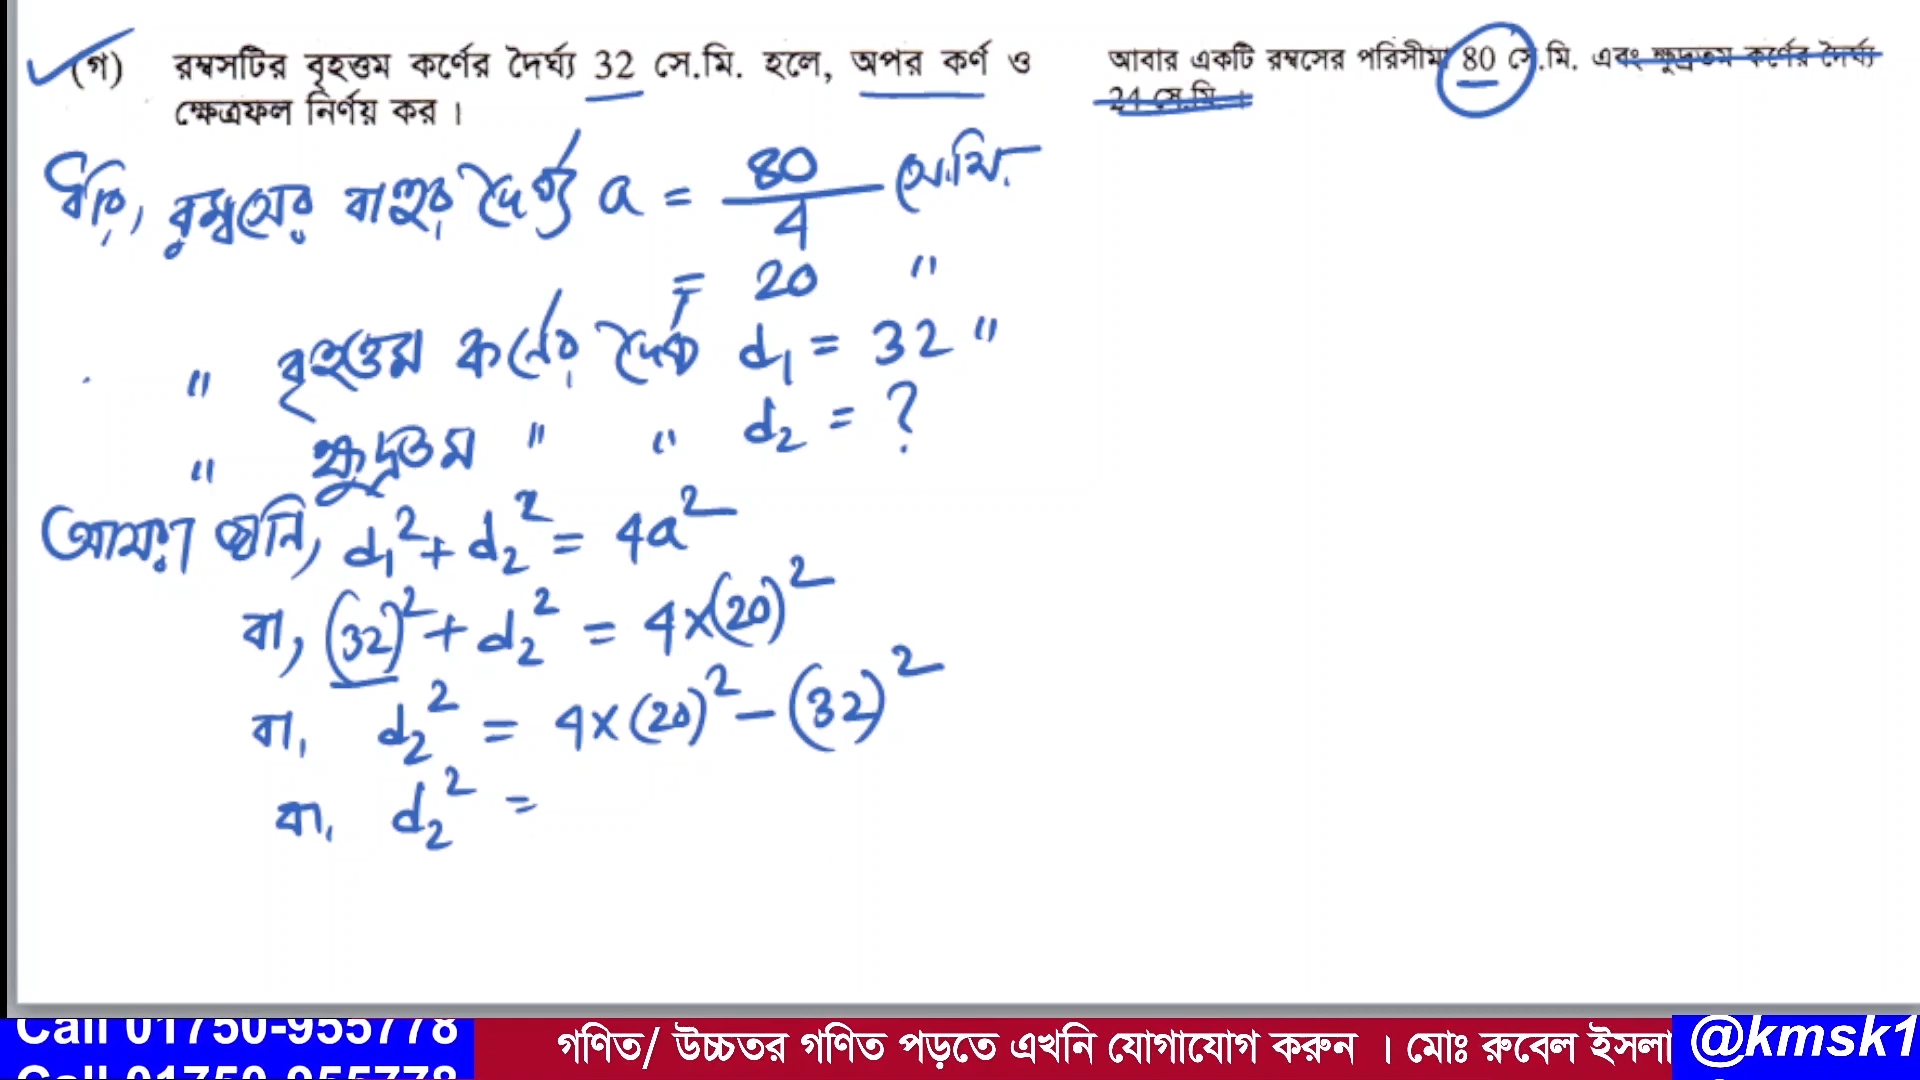 (গ) রম্বসটির বৃহত্তম কর্ণের দৈর্ঘ্য 32 সে.মি. হলে, অপর কর্ণ ও
ক্ষেত্রফল নির্ণয় কর ।
আবার একটি রম্বসের পরিসীমা 80 সে.মি. এবং ক্ষুদ্রতম কর্ণের দৈর্ঘ্য
24 সে.মি. ।
ধরি, রম্বসের বাহুর দৈর্ঘ্য a = 80/4 সে.মি.
= 20 "
" বৃহত্তম কর্ণের দৈর্ঘ্য d₁ = 32 "
" ক্ষুদ্রতম " " d₂ = ?
আমরা জানি, d₁² + d₂² = 4a²
বা, (32)² + d₂² = 4×(20)²
বা, d₂² = 4×(20)² − (32)²
বা, d₂² =
Call 01750-955778
Call 01750-955778
গণিত/ উচ্চতর গণিত পড়তে এখনি যোগাযোগ করুন । মোঃ রুবেল ইসলা
@kmsk1